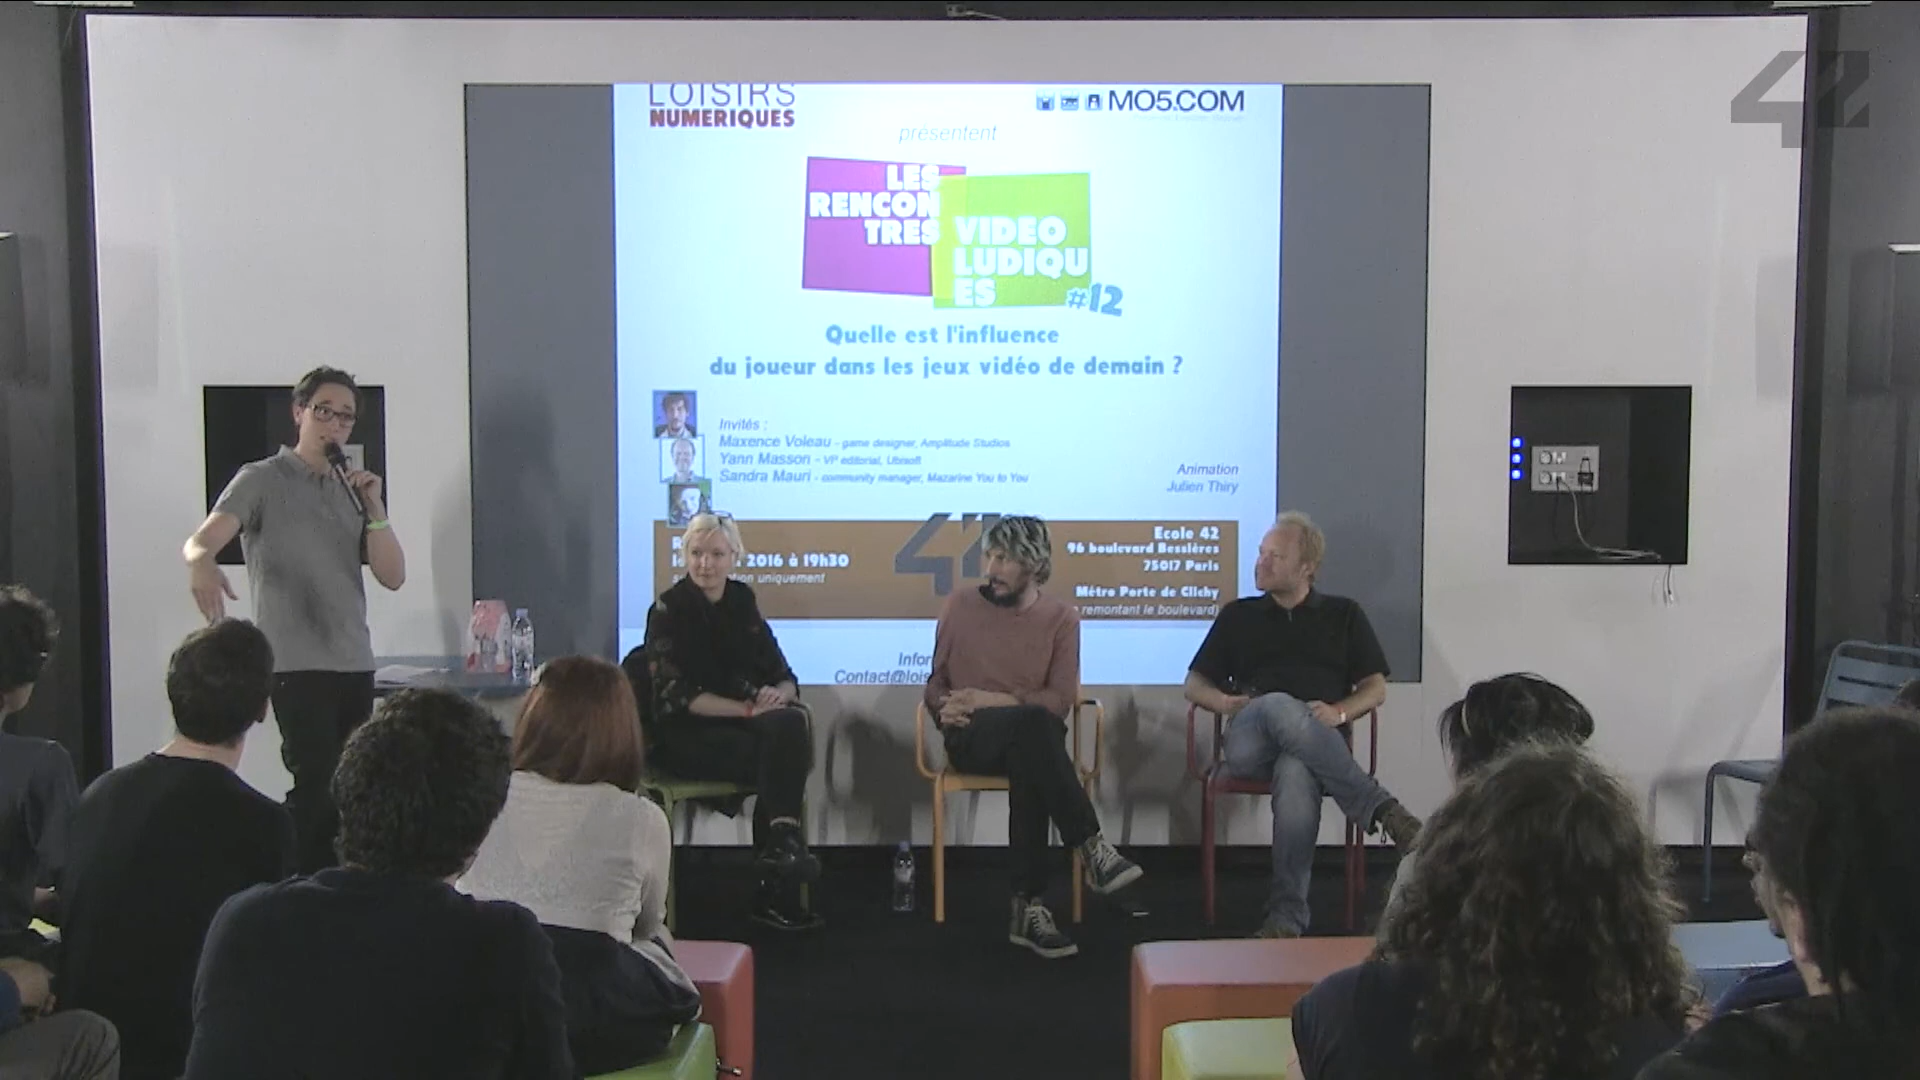 LOISIRS
NUMERIQUES
MO5.COM
présentent
LES
RENCON
TRES
VIDEO
LUDIQU
ES
#12
Quelle est l'influence
du joueur dans les jeux vidéo de demain ?
Invités :
Maxence Voleau - game designer, Amplitude Studios
Yann Masson - VP editorial, Ubisoft
Sandra Mauri - community manager, Mazarine You to You
Animation
Julien Thiry
2016 à 19h30
uniquement
42
Ecole 42
96 boulevard Bessières
75017 Paris
Métro Porte de Clichy
remontant le boulevard)
Infor
Contact@lois
42